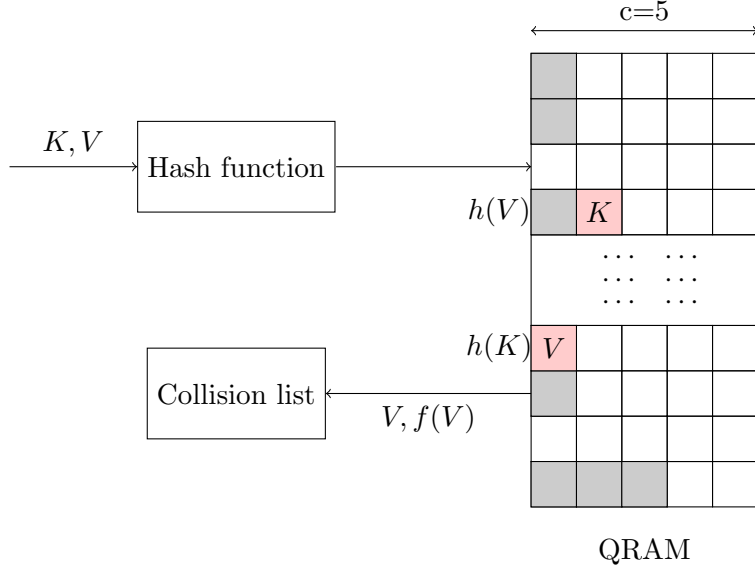 c=5
K, V
Hash function
h(V)
K
... ...
... ...
... ...
h(K)
V
Collision list
V, f(V)
QRAM